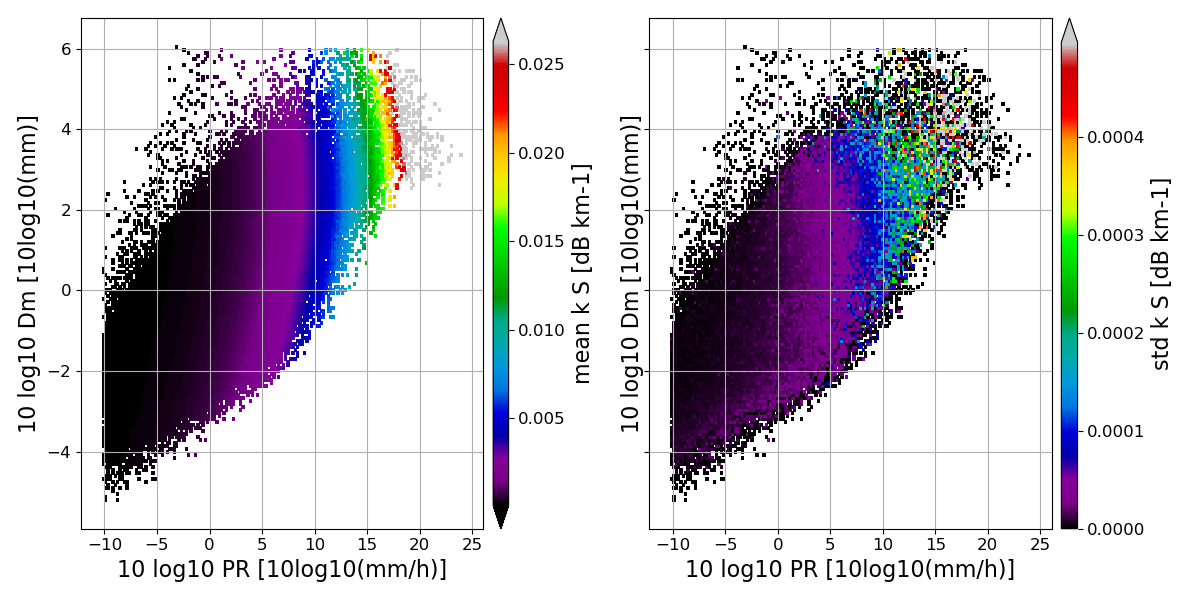 6
4
2
0
−2
−4
10 log10 Dm [10log10(mm)]
−10 −5 0 5 10 15 20 25
10 log10 PR [10log10(mm/h)]
0.025
0.020
0.015
0.010
0.005
mean k S [dB km-1]
10 log10 Dm [10log10(mm)]
−10 −5 0 5 10 15 20 25
10 log10 PR [10log10(mm/h)]
0.0004
0.0003
0.0002
0.0001
0.0000
std k S [dB km-1]